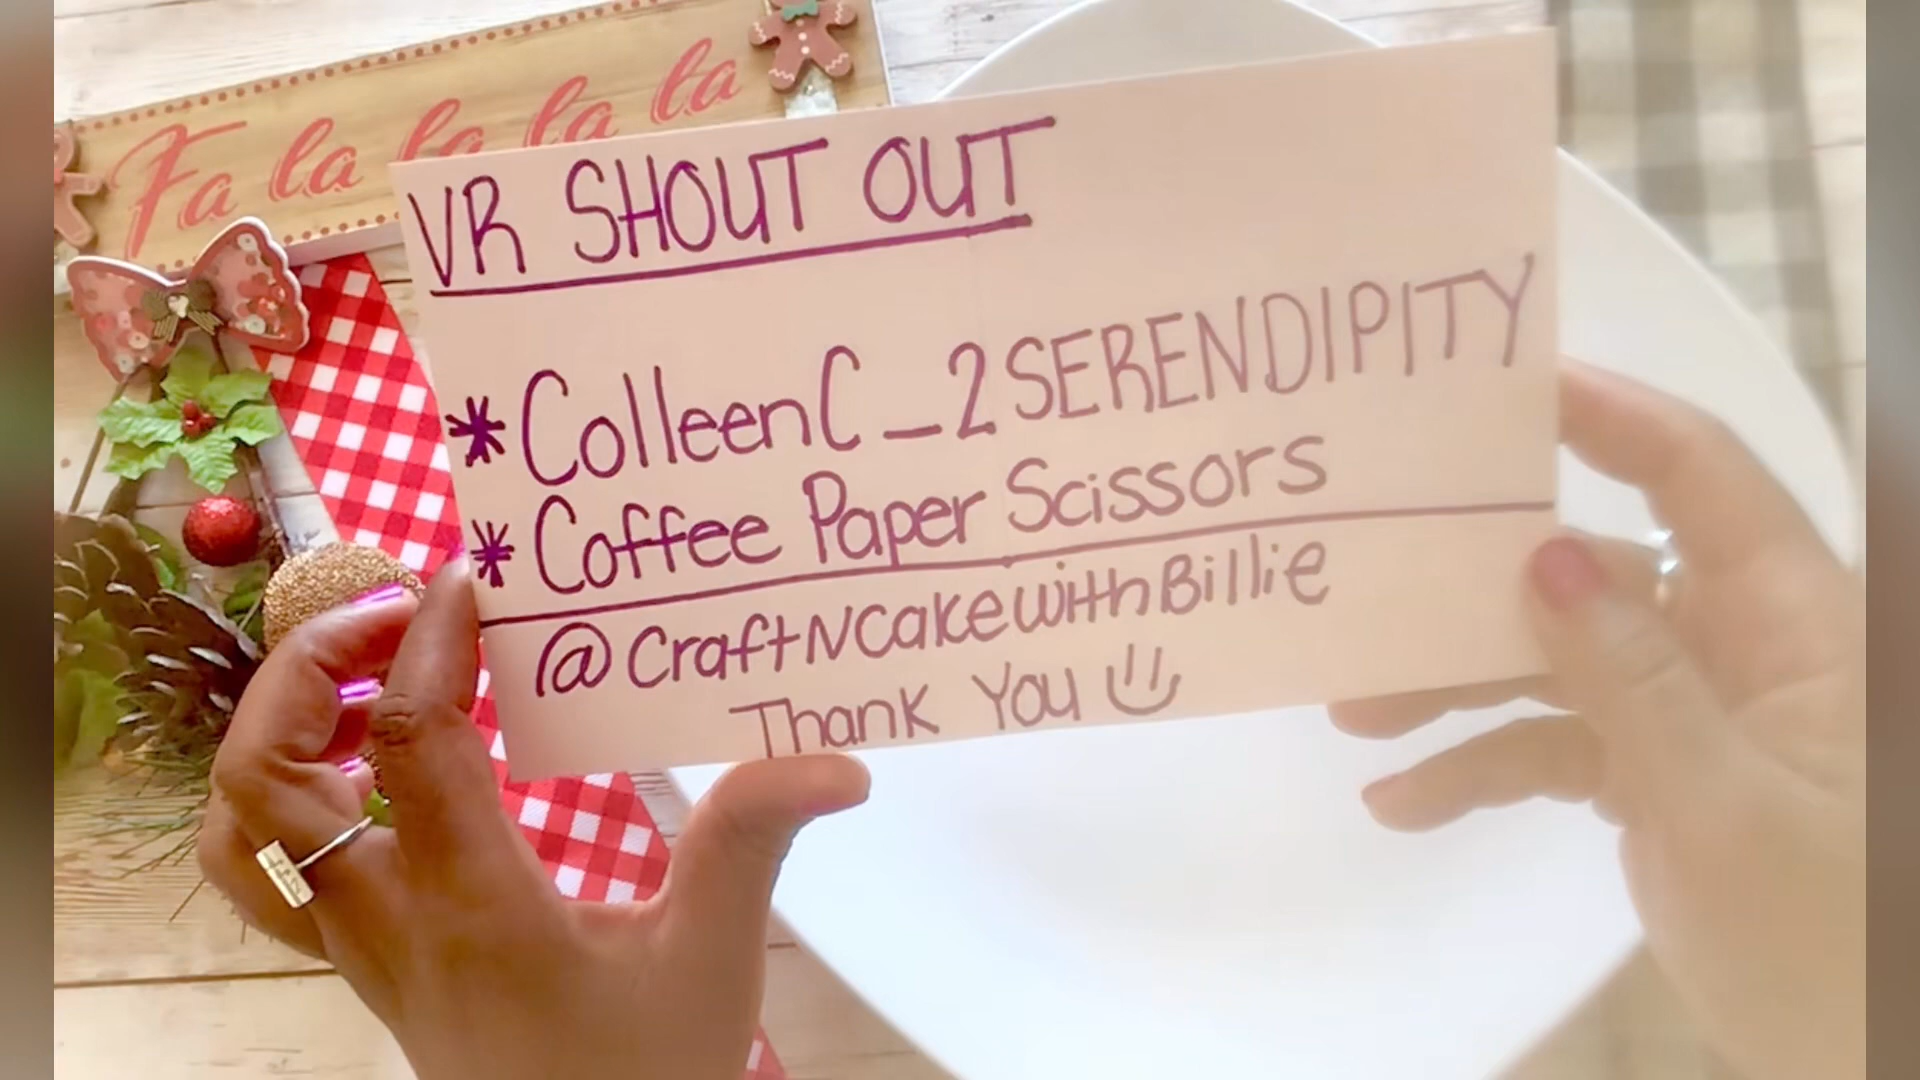 Fa la la la la
VR SHOUT OUT
*ColleenC_2SERENDIPITY
*Coffee Paper Scissors
@CraftNCakewithBillie
Thank You